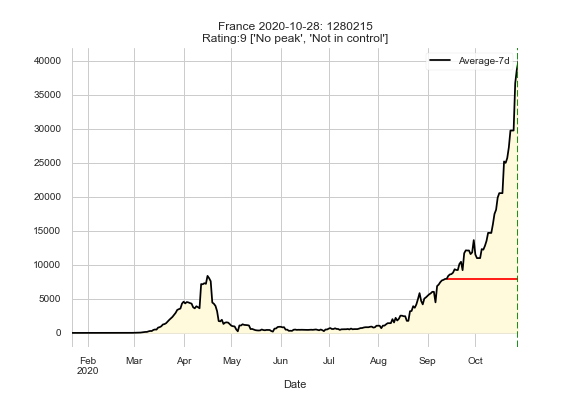 France 2020-10-28: 1280215
Rating:9 ['No peak', 'Not in control']
Average-7d
40000
35000
30000
25000
20000
15000
10000
5000
0
Feb Mar Apr May Jun Jul Aug Sep Oct
2020
Date